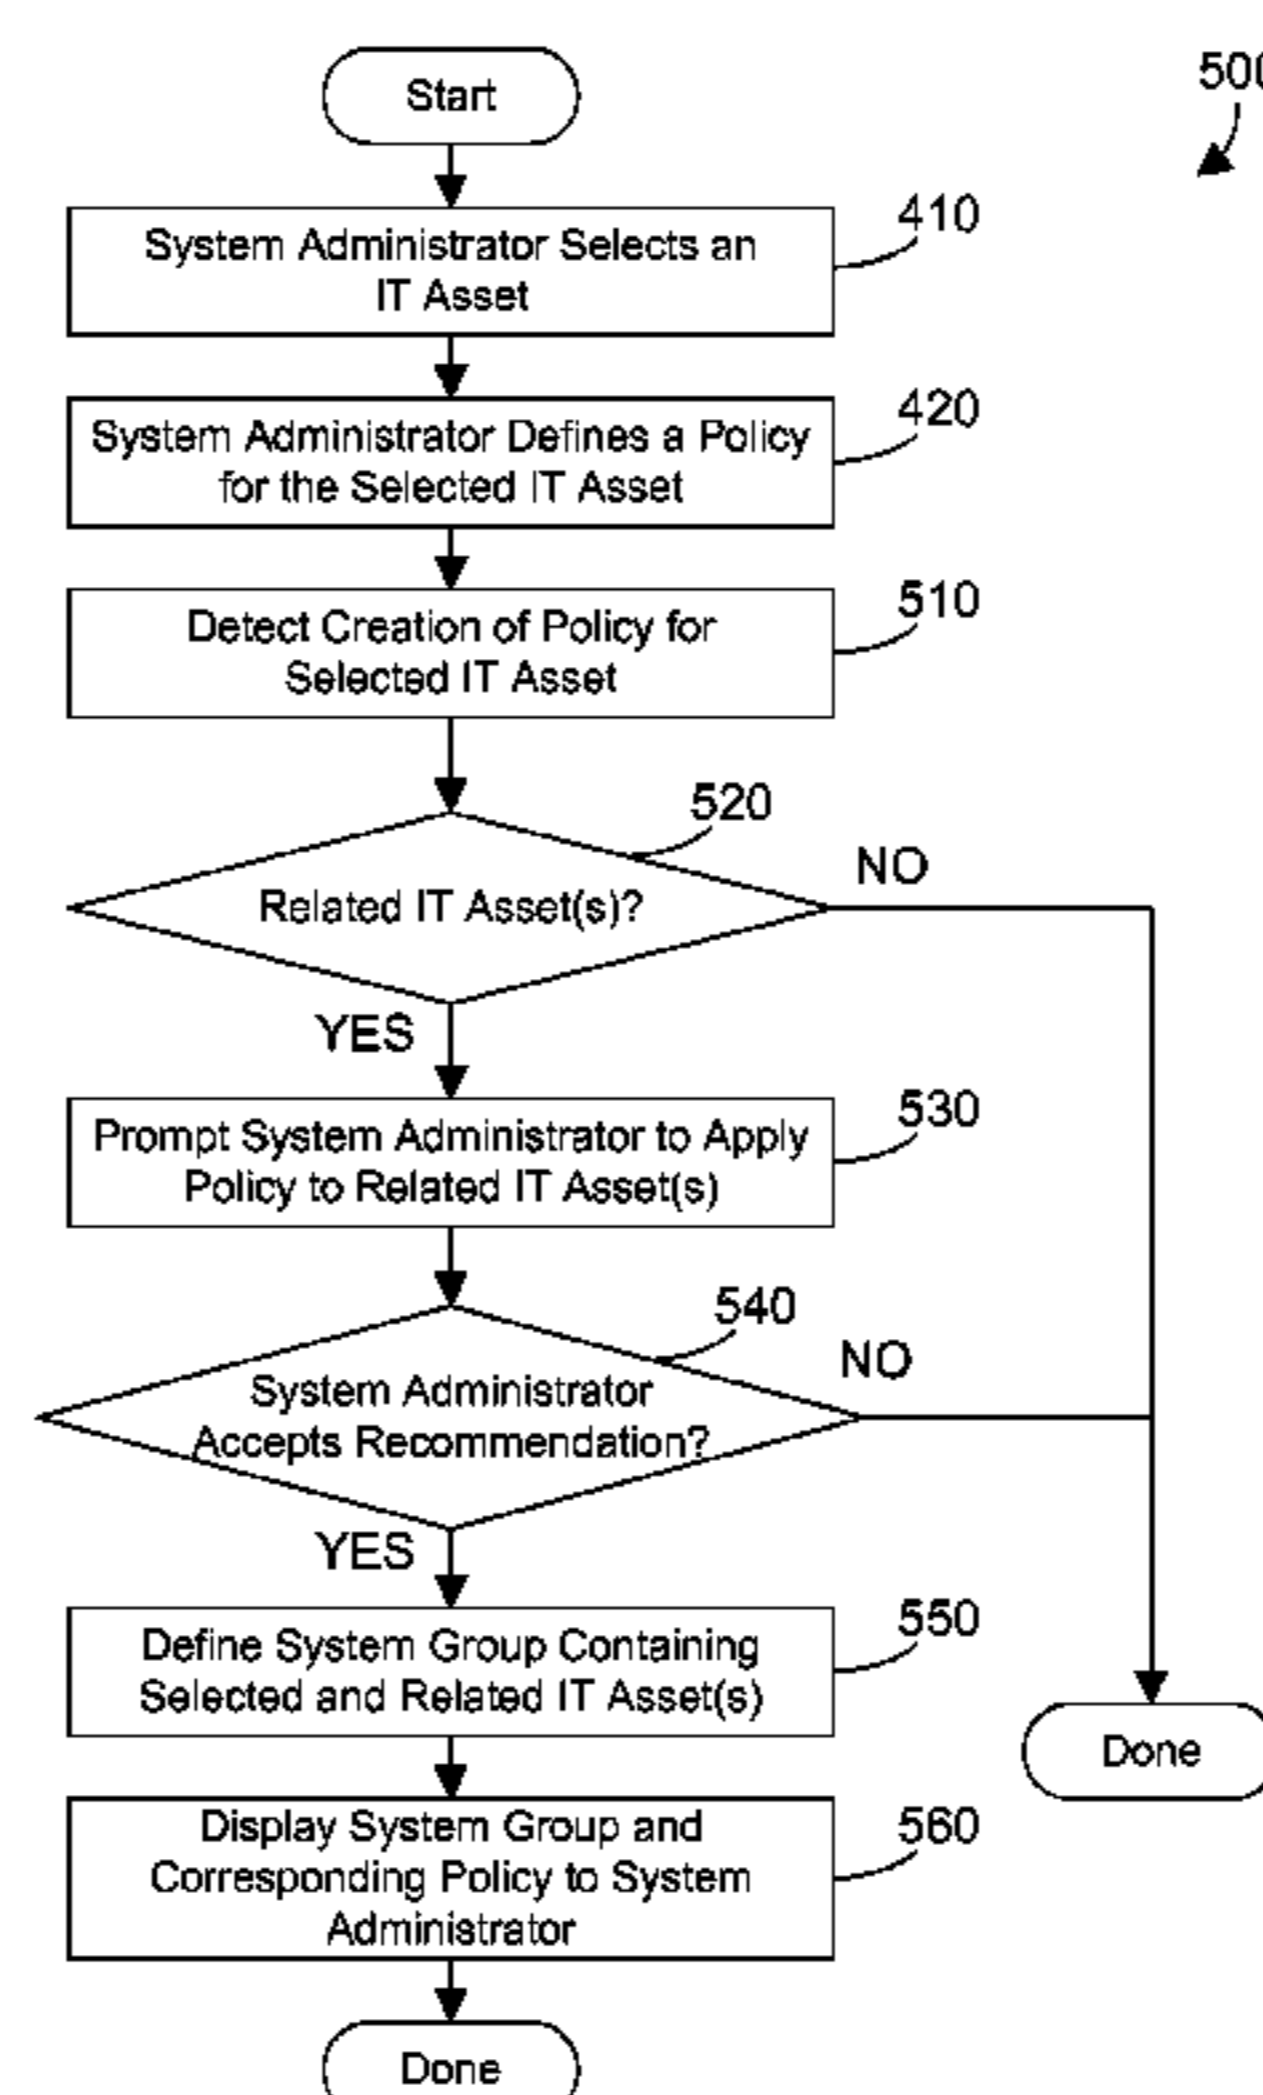 Start
500
System Administrator Selects an
IT Asset
410
System Administrator Defines a Policy
for the Selected IT Asset
420
Detect Creation of Policy for
Selected IT Asset
510
520
Related IT Asset(s)?
NO
YES
Prompt System Administrator to Apply
Policy to Related IT Asset(s)
530
540
System Administrator
Accepts Recommendation?
NO
YES
Define System Group Containing
Selected and Related IT Asset(s)
550
Done
Display System Group and
Corresponding Policy to System
Administrator
560
Done